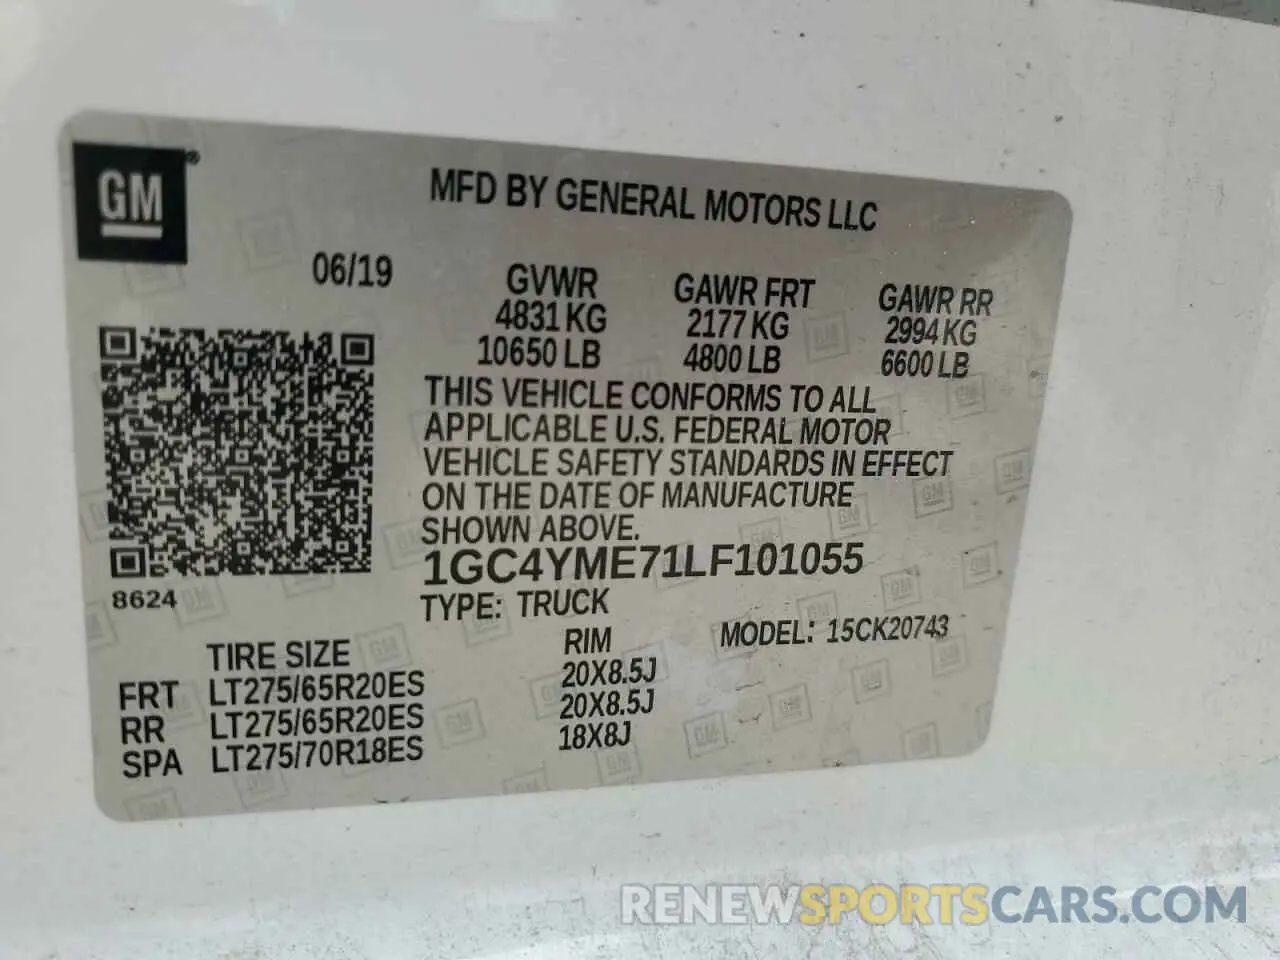 GM®
MFD BY GENERAL MOTORS LLC
06/19
GVWR GAWR FRT GAWR RR
4831 KG 2177 KG 2994 KG
10650 LB 4800 LB 6600 LB
THIS VEHICLE CONFORMS TO ALL
APPLICABLE U.S. FEDERAL MOTOR
VEHICLE SAFETY STANDARDS IN EFFECT
ON THE DATE OF MANUFACTURE
SHOWN ABOVE.
1GC4YME71LF101055
8624
TYPE: TRUCK
MODEL: 15CK20743
TIRE SIZE RIM
FRT LT275/65R20ES 20X8.5J
RR LT275/65R20ES 20X8.5J
SPA LT275/70R18ES 18X8J
RENEWSPORTSCARS.COM